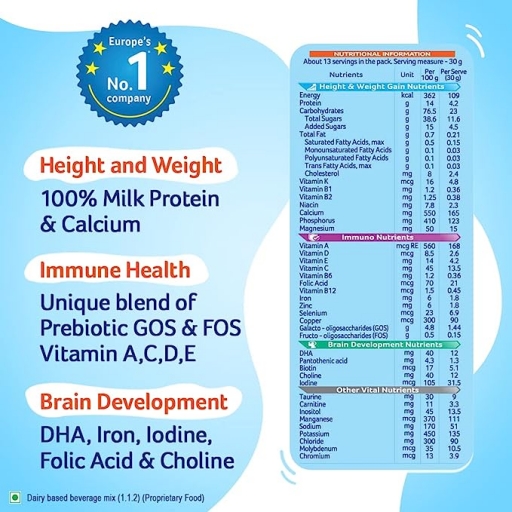 Europe's
No. 1
company
Height and Weight
100% Milk Protein
& Calcium
Immune Health
Unique blend of
Prebiotic GOS & FOS
Vitamin A,C,D,E
Brain Development
DHA, Iron, Iodine,
Folic Acid & Choline
Dairy based beverage mix (1.1.2) (Proprietary Food)
NUTRITIONAL INFORMATION
About 13 servings in the pack. Serving measure - 30 g
Nutrients Unit Per 100 g Per Serve (30 g)
Height & Weight Gain Nutrients
Energy kcal 362 109
Protein g 14 4.2
Carbohydrates g 76.5 23
Total Sugars g 38.6 11.6
Added Sugars g 15 4.5
Total Fat g 0.7 0.21
Saturated Fatty Acids, max g 0.5 0.15
Monounsaturated Fatty Acids g 0.1 0.03
Polyunsaturated Fatty Acids g 0.1 0.03
Trans Fatty Acids, max g 0.1 0.03
Cholesterol mg 8 2.4
Vitamin K mcg 16 4.8
Vitamin B1 mg 1.2 0.36
Vitamin B2 mg 1.25 0.38
Niacin mg 7.8 2.3
Calcium mg 550 165
Phosphorus mg 410 123
Magnesium mg 50 15
Immuno Nutrients
Vitamin A mcg RE 560 168
Vitamin D mcg 8.5 2.6
Vitamin E mg 14 4.2
Vitamin C mg 45 13.5
Vitamin B6 mg 1.2 0.36
Folic Acid mcg 70 21
Vitamin B12 mcg 1.5 0.45
Iron mg 6 1.8
Zinc mg 6 1.8
Selenium mcg 23 6.9
Copper mcg 300 90
Galacto - oligosaccharides (GOS) g 4.8 1.44
Fructo - oligosaccharides (FOS) g 0.5 0.15
Brain Development Nutrients
DHA mg 40 12
Pantothenic acid mg 4.3 1.3
Biotin mcg 17 5.1
Choline mg 40 12
Iodine mcg 105 31.5
Other Vital Nutrients
Taurine mg 30 9
Carnitine mg 11 3.3
Inositol mg 45 13.5
Manganese mcg 370 111
Sodium mg 170 51
Potassium mg 450 135
Chloride mg 300 90
Molybdenum mcg 35 10.5
Chromium mcg 13 3.9